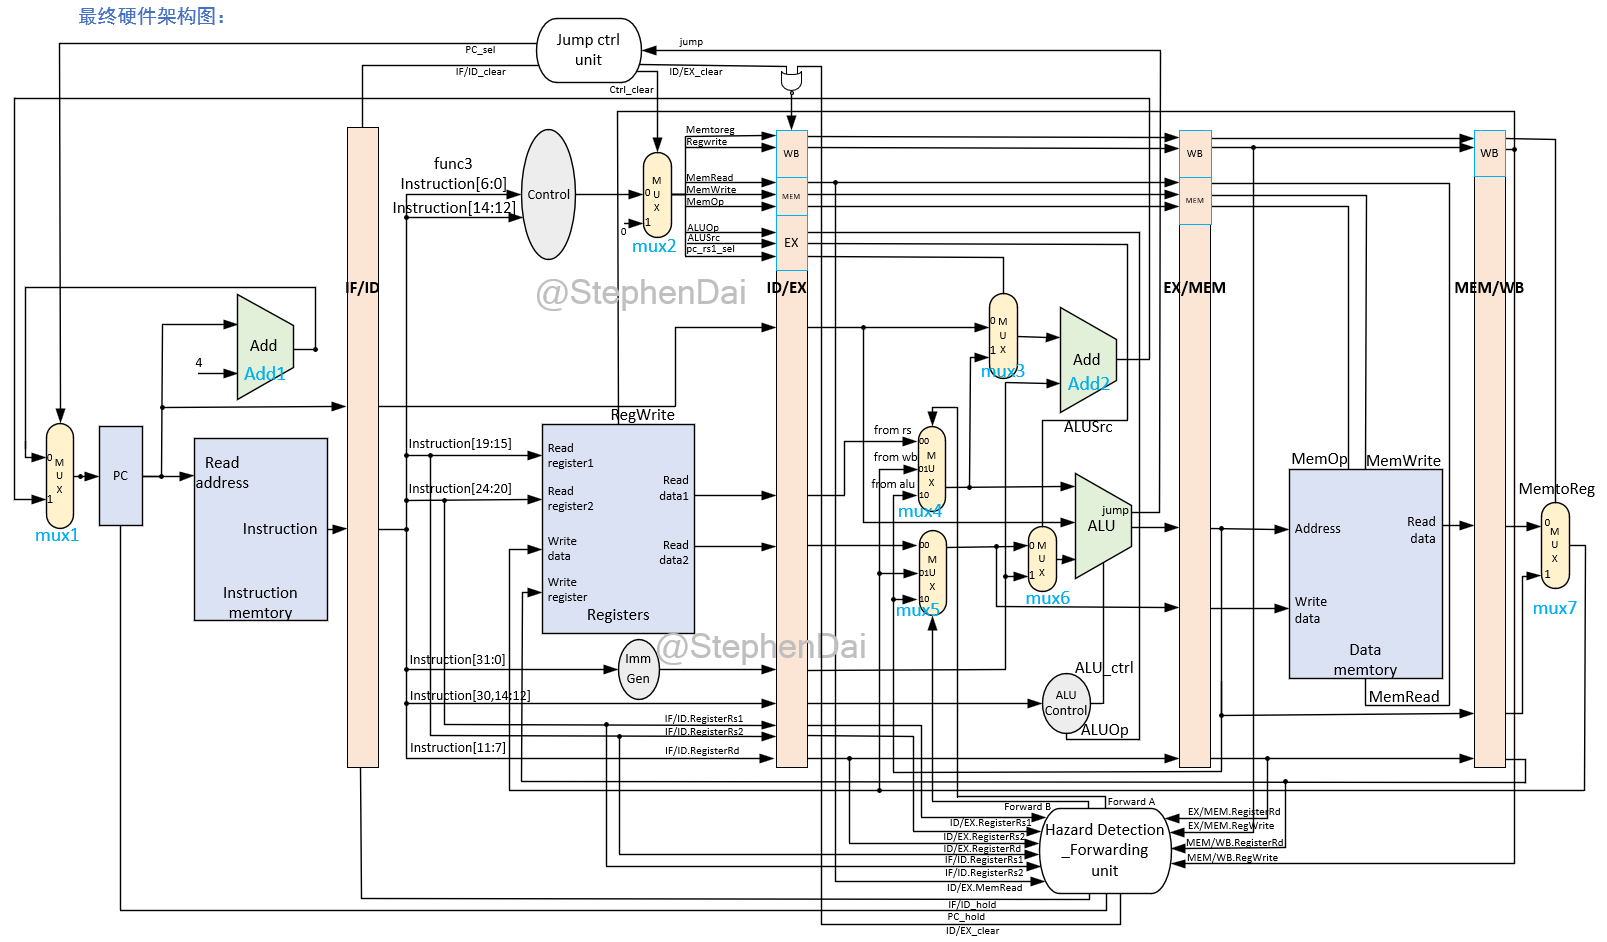 最终硬件架构图：
Jump ctrl
unit
PC_sel
IF/ID_clear
jump
ID/EX_clear
Ctrl_clear
func3
Instruction[6:0]
Instruction[14:12]
Control
M
U
X
0
1
0
mux2
Memtoreg
Regwrite
MemRead
MemWrite
MemOp
ALUOp
ALUSrc
pc_rs1_sel
WB
MEM
EX
WB
MEM
WB
@StephenDai
IF/ID
ID/EX
EX/MEM
MEM/WB
4
Add
Add1
0
M
U
X
1
mux1
PC
Read
address
Instruction
Instruction
memtory
Instruction[19:15]
Instruction[24:20]
Instruction[31:0]
Instruction[30,14:12]
Instruction[11:7]
RegWrite
Read
register1
Read
register2
Write
data
Write
register
Read
data1
Read
data2
Registers
Imm
Gen
@StephenDai
IF/ID.RegisterRs1
IF/ID.RegisterRs2
IF/ID.RegisterRd
0
M
U
X
1
mux3
Add
Add2
ALUSrc
from rs
from wb
from alu
00
M
01U
X
10
mux4
00
M
01U
X
10
mux5
0
M
U
X
1
mux6
jump
ALU
ALU_ctrl
ALU
Control
ALUOp
MemOp
MemWrite
Address
Read
data
Write
data
Data
memtory
MemRead
MemtoReg
0
M
U
X
1
mux7
Forward B
Forward A
ID/EX.RegisterRs1
ID/EX.RegisterRs2
ID/EX.RegisterRd
IF/ID.RegisterRs1
IF/ID.RegisterRs2
ID/EX.MemRead
Hazard Detection
_Forwarding
unit
EX/MEM.RegisterRd
EX/MEM.RegWrite
MEM/WB.RegisterRd
MEM/WB.RegWrite
IF/ID_hold
PC_hold
ID/EX_clear